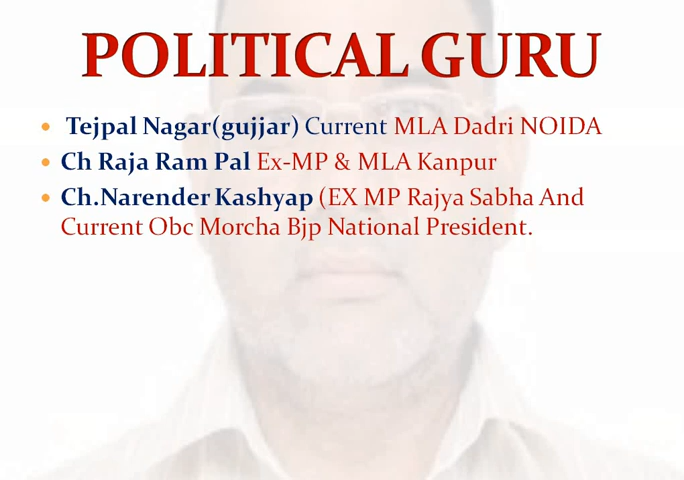 POLITICAL GURU
• Tejpal Nagar(gujjar) Current MLA Dadri NOIDA
• Ch Raja Ram Pal Ex-MP & MLA Kanpur
• Ch.Narender Kashyap (EX MP Rajya Sabha And
Current Obc Morcha Bjp National President.